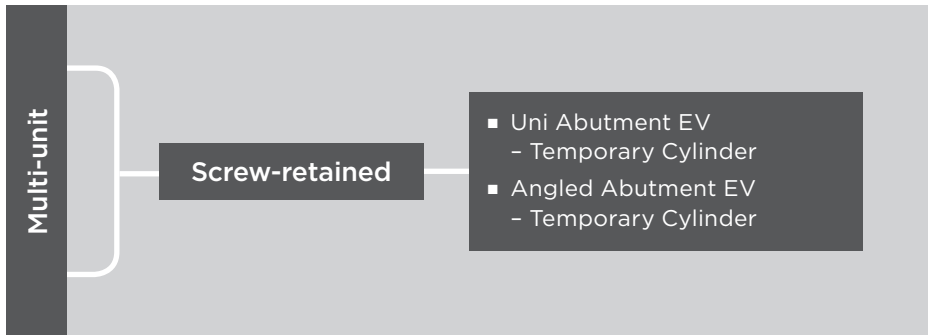 Multi-unit
Screw-retained
▪ Uni Abutment EV
– Temporary Cylinder
▪ Angled Abutment EV
– Temporary Cylinder